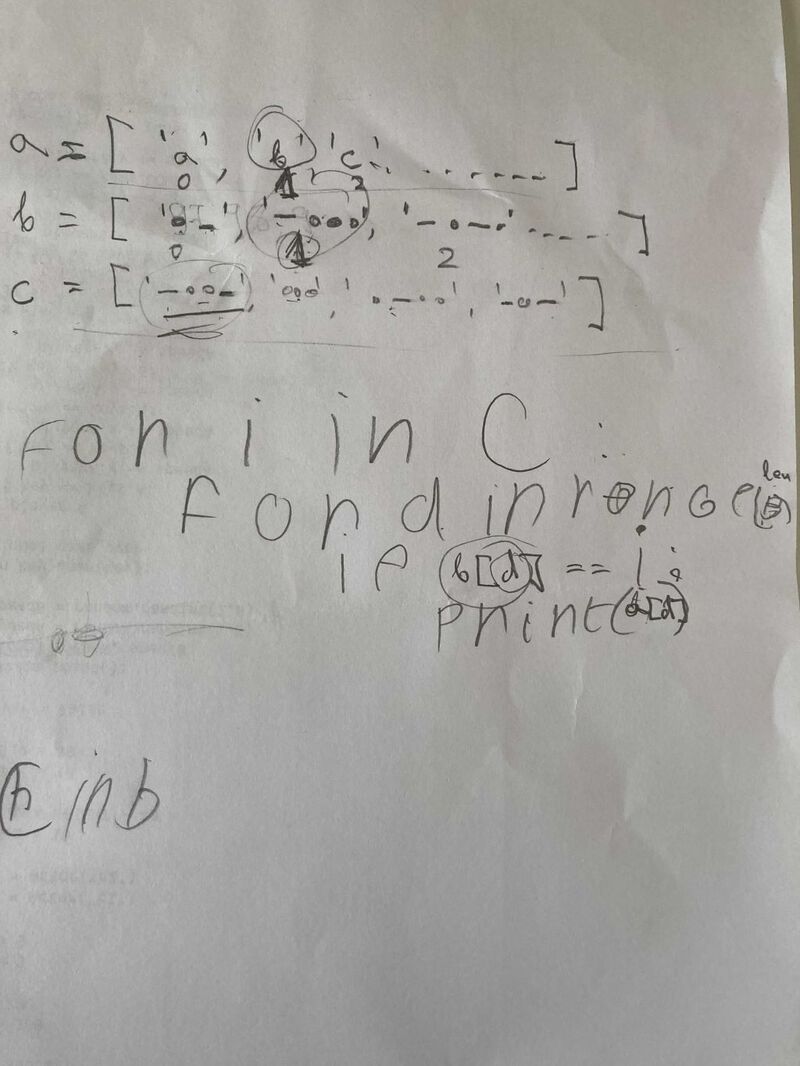 a = [ 'a', 'b' 'c', ........ ]
0 1 2
b = [ '•-', '-•••', '-•-•' ........ ]
0 1 2
c = [ '-••-', '•••' '•-••', '-•-' ]
For i in C :
For d in range(len
if b[d] == i :
print(a[d])
in b